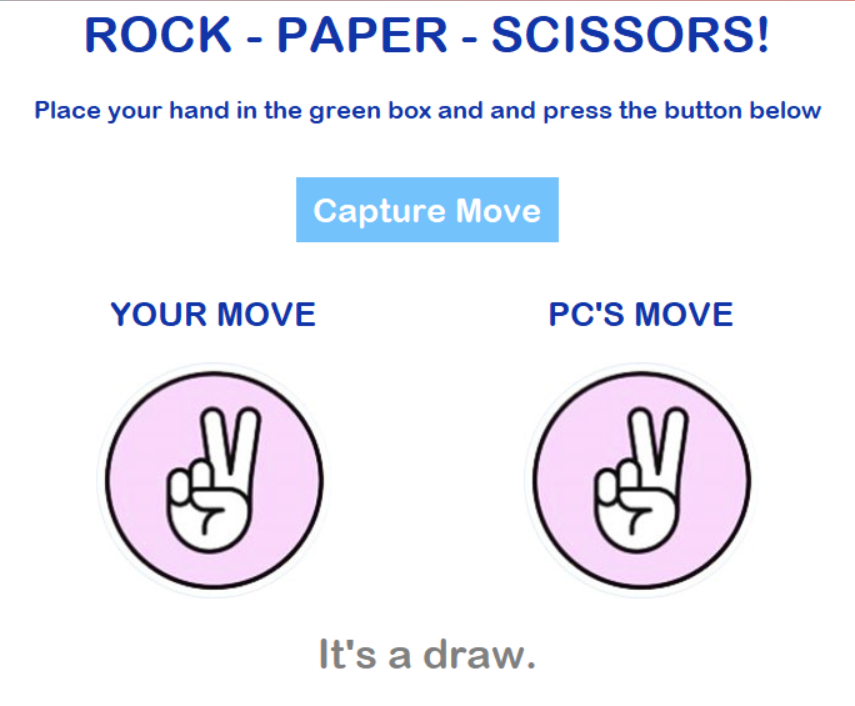 ROCK - PAPER - SCISSORS!
Place your hand in the green box and and press the button below
Capture Move
YOUR MOVE
PC'S MOVE
It's a draw.